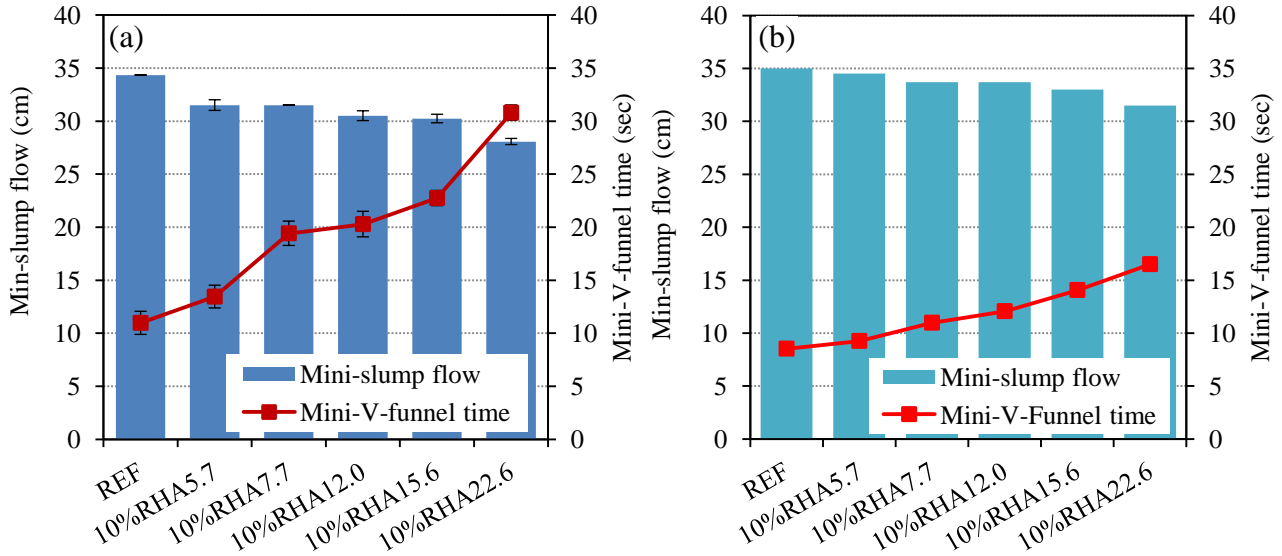 (a)
Min-slump flow (cm)
40
35
30
25
20
15
10
5
0
Mini-slump flow
Mini-V-funnel time
40
35
30
25
20
15
10
5
0
Mini-V-funnel time (sec)
REF
10%RHA5.7
10%RHA7.7
10%RHA12.0
10%RHA15.6
10%RHA22.6
(b)
Min-slump flow (cm)
40
35
30
25
20
15
10
5
0
Mini-slump flow
Mini-V-Funnel time
40
35
30
25
20
15
10
5
0
Mini-V-funnel time (sec)
REF
10%RHA5.7
10%RHA7.7
10%RHA12.0
10%RHA15.6
10%RHA22.6